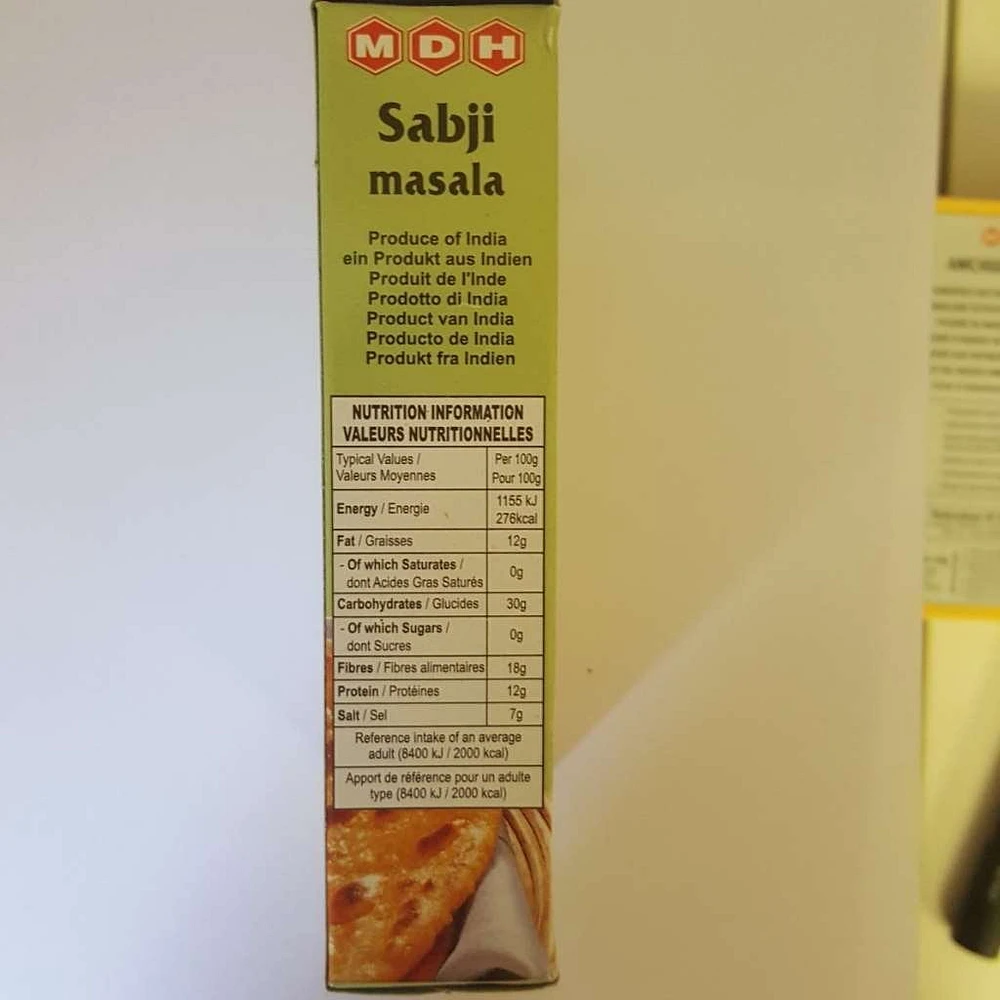 MDH
Sabji
masala
Produce of India
ein Produkt aus Indien
Produit de l'Inde
Prodotto di India
Product van India
Producto de India
Produkt fra Indien
NUTRITION INFORMATION
VALEURS NUTRITIONNELLES
Typical Values / Per 100g
Valeurs Moyennes Pour 100g
Energy / Energie 1155 kJ
276kcal
Fat / Graisses 12g
- Of which Saturates /
dont Acides Gras Saturés 0g
Carbohydrates / Glucides 30g
- Of which Sugars /
dont Sucres 0g
Fibres / Fibres alimentaires 18g
Protein / Protéines 12g
Salt / Sel 7g
Reference intake of an average
adult (8400 kJ / 2000 kcal)
Apport de référence pour un adulte
type (8400 kJ / 2000 kcal)